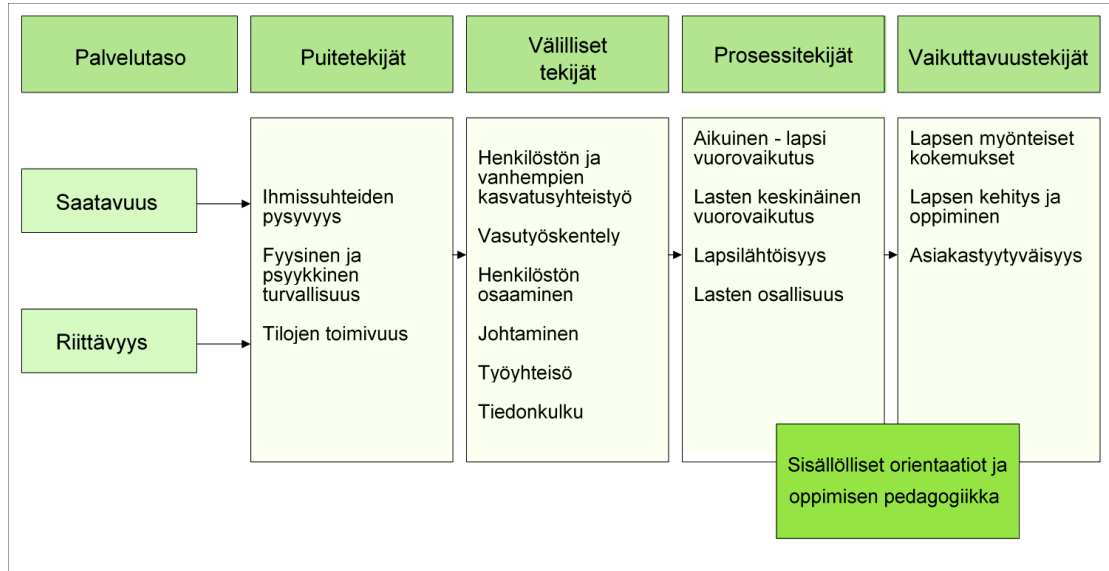 Palvelutaso
Puitetekijät
Välilliset
tekijät
Prosessitekijät
Vaikuttavuustekijät
Saatavuus
Riittävyys
Ihmissuhteiden
pysyvyys
Fyysinen ja
psyykkinen
turvallisuus
Tilojen toimivuus
Henkilöstön ja
vanhempien
kasvatusyhteistyö
Vasutyöskentely
Henkilöstön
osaaminen
Johtaminen
Työyhteisö
Tiedonkulku
Aikuinen - lapsi
vuorovaikutus
Lasten keskinäinen
vuorovaikutus
Lapsilähtöisyys
Lasten osallisuus
Lapsen myönteiset
kokemukset
Lapsen kehitys ja
oppiminen
Asiakastyytyväisyys
Sisällölliset orientaatiot ja
oppimisen pedagogiikka